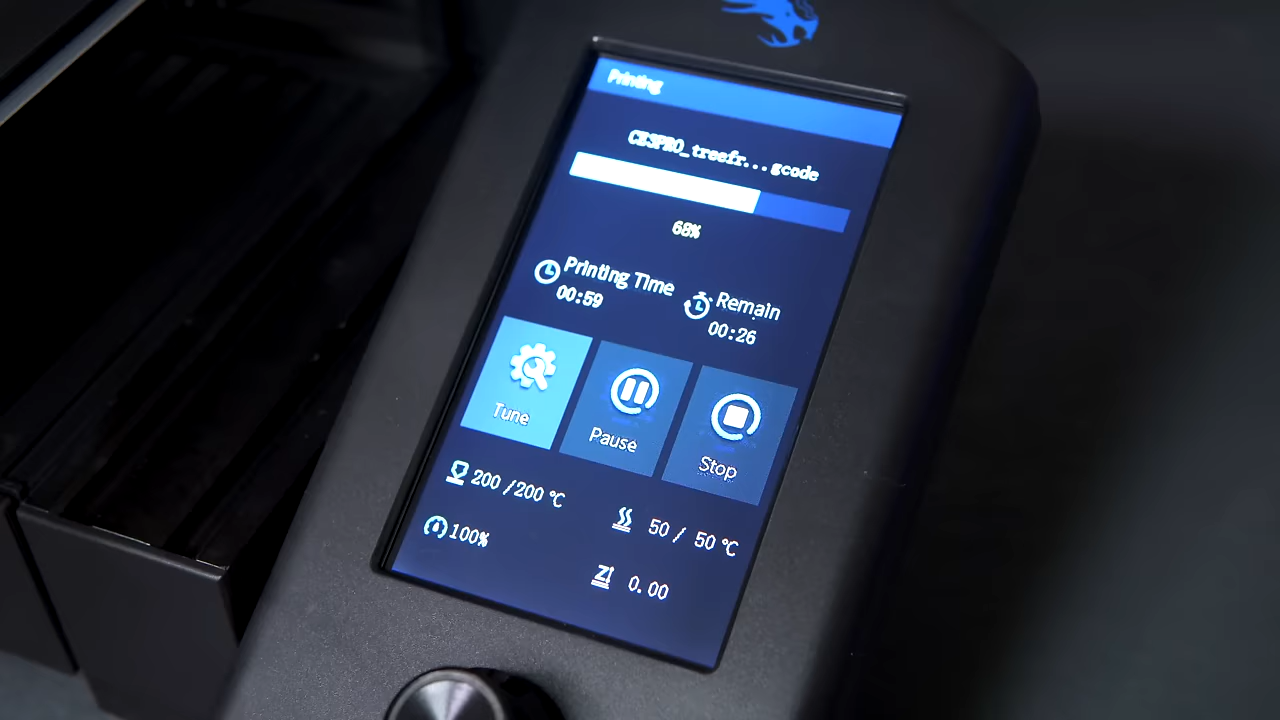 Printing
CE3PRO_treefr...gcode
68%
Printing Time
00:59
Remain
00:26
Tune
Pause
Stop
200 /200 ℃
50 / 50 ℃
100%
Z
0.00